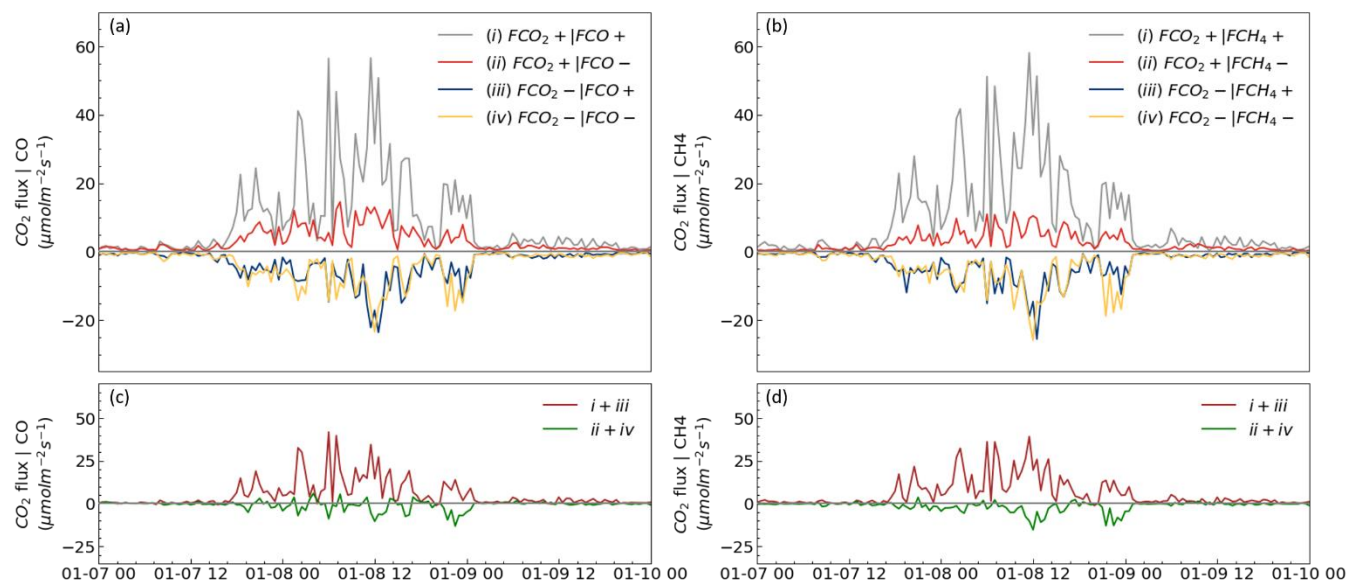 (a)
(i) FCO₂ + |FCO +
(ii) FCO₂ + |FCO −
(iii) FCO₂ − |FCO +
(iv) FCO₂ − |FCO −
CO₂ flux | CO
(μmolm⁻²s⁻¹)
60
40
20
0
−20
(b)
(i) FCO₂ + |FCH₄ +
(ii) FCO₂ + |FCH₄ −
(iii) FCO₂ − |FCH₄ +
(iv) FCO₂ − |FCH₄ −
CO₂ flux | CH4
(μmolm⁻²s⁻¹)
60
40
20
0
−20
(c)
i + iii
ii + iv
CO₂ flux | CO
(μmolm⁻²s⁻¹)
50
25
0
−25
01-07 00 01-07 12 01-08 00 01-08 12 01-09 00 01-09 12 01-10 00
(d)
i + iii
ii + iv
CO₂ flux | CH4
(μmolm⁻²s⁻¹)
50
25
0
−25
01-07 00 01-07 12 01-08 00 01-08 12 01-09 00 01-09 12 01-10 00